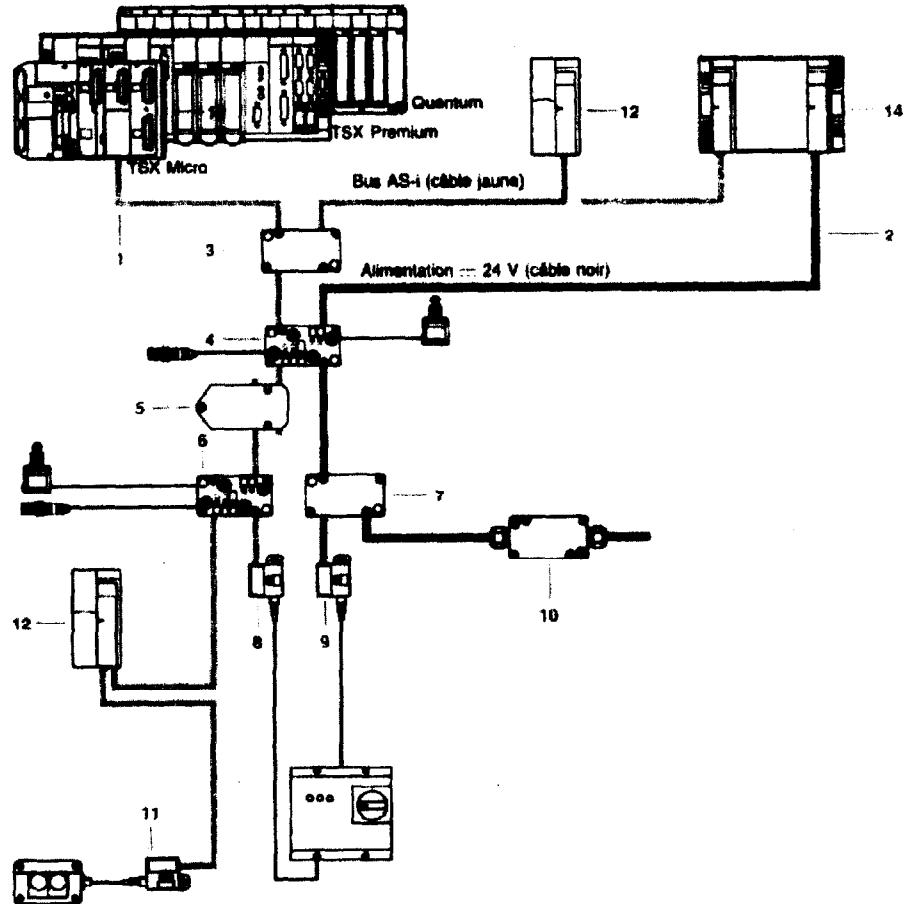 Quantum
TSX Premium
TSX Micro
12
14
Bus AS-i (câble jaune)
1
3
2
Alimentation ⎓ 24 V (câble noir)
4
5
6
7
10
12
8
9
11